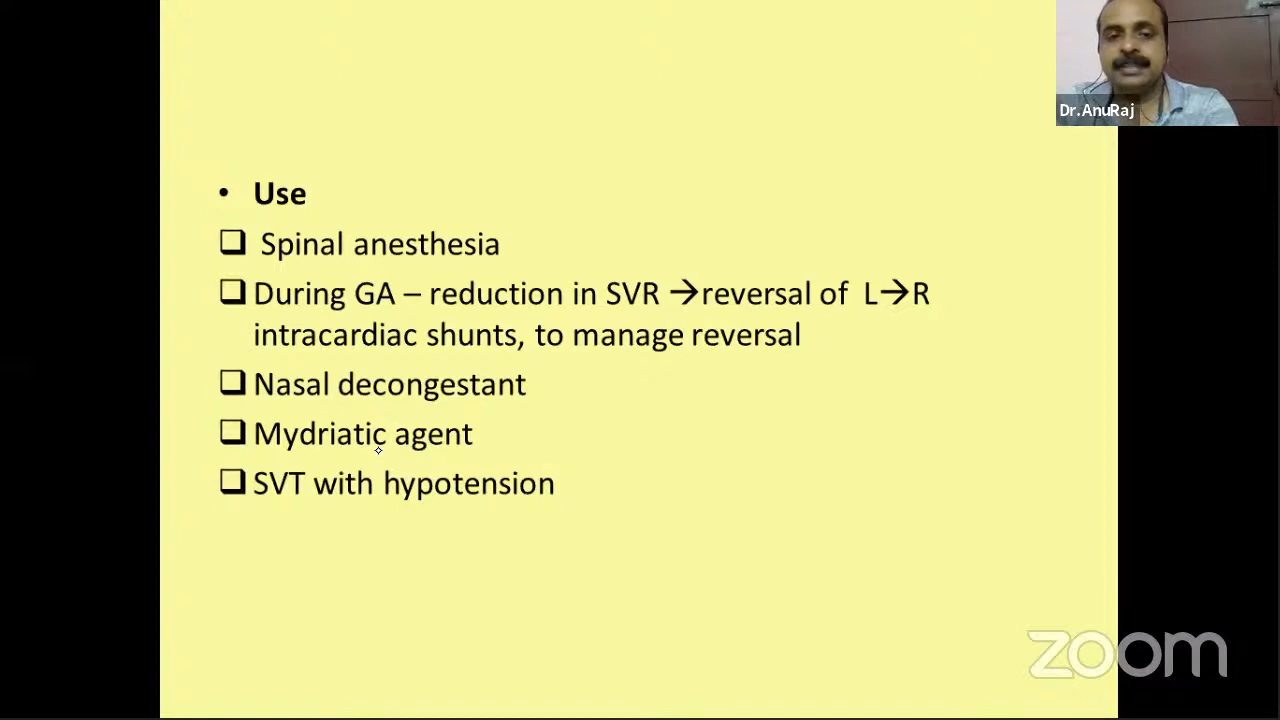 Dr.AnuRaj
• Use
❑ Spinal anesthesia
❑ During GA – reduction in SVR →reversal of L→R
intracardiac shunts, to manage reversal
❑ Nasal decongestant
❑ Mydriatic agent
❑ SVT with hypotension
zoom